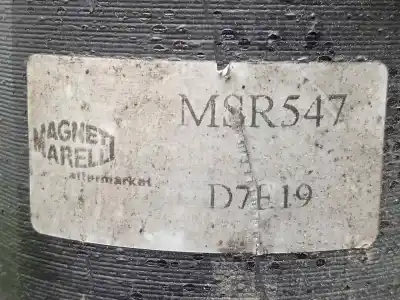 MSR547
MAGNETI
MARELLI
aftermarket
D7E19